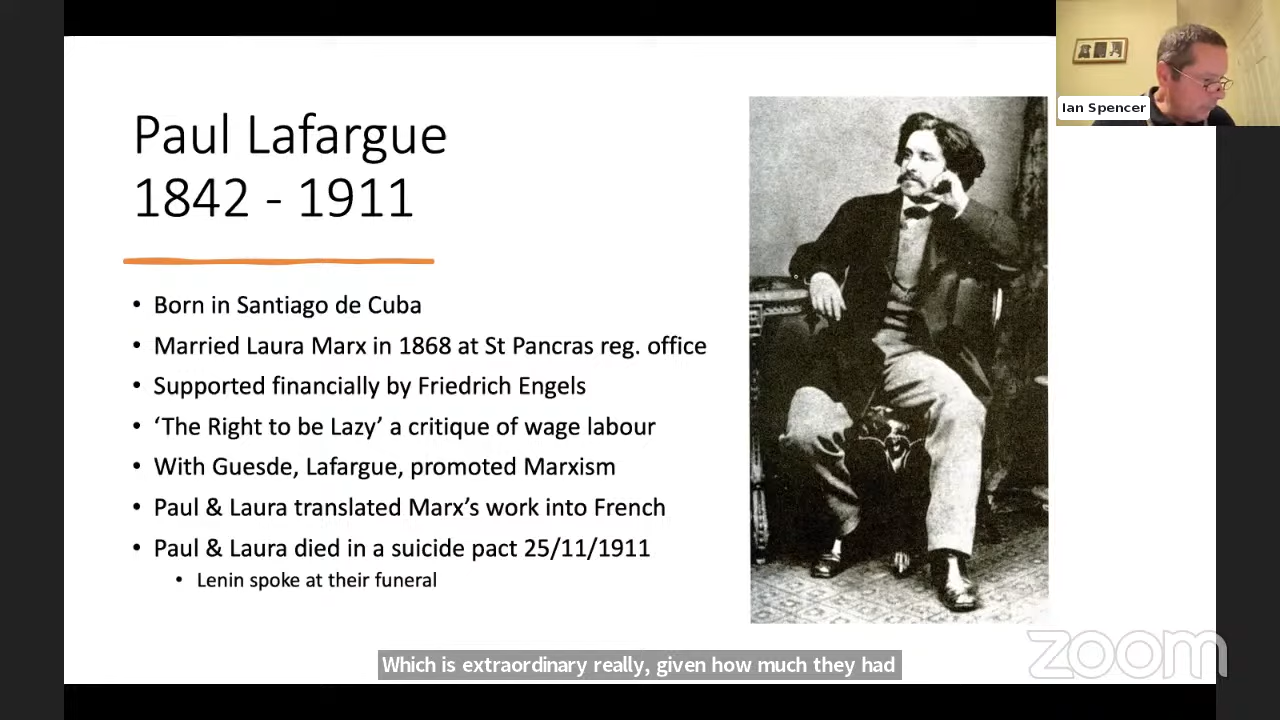 Paul Lafargue
1842 - 1911
• Born in Santiago de Cuba
• Married Laura Marx in 1868 at St Pancras reg. office
• Supported financially by Friedrich Engels
• ‘The Right to be Lazy’ a critique of wage labour
• With Guesde, Lafargue, promoted Marxism
• Paul & Laura translated Marx’s work into French
• Paul & Laura died in a suicide pact 25/11/1911
• Lenin spoke at their funeral
Ian Spencer
Which is extraordinary really, given how much they had
zoom